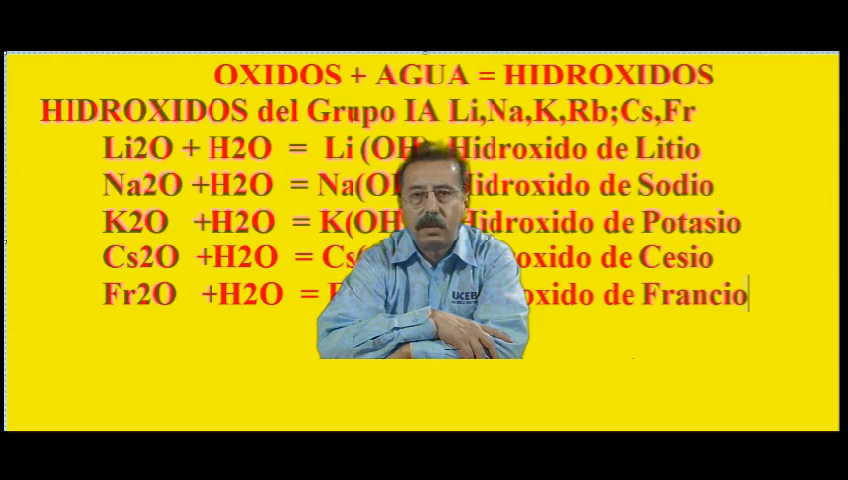 OXIDOS + AGUA = HIDROXIDOS
HIDROXIDOS del Grupo IA Li,Na,K,Rb;Cs,Fr
Li2O + H2O = Li (OH) Hidroxido de Litio
Na2O +H2O = Na(OH Hidroxido de Sodio
K2O +H2O = K(OH Hidroxido de Potasio
Cs2O +H2O = Cs( oxido de Cesio
Fr2O +H2O = oxido de Francio
UCEB